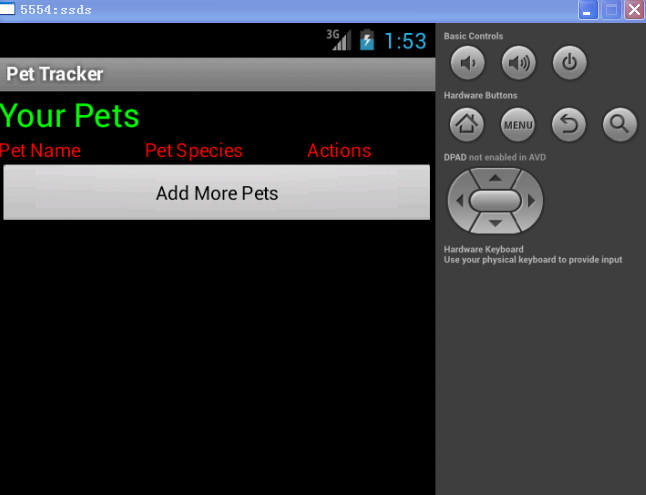 5554:ssds
3G 1:53
Pet Tracker
Your Pets
Pet Name Pet Species Actions
Add More Pets
Basic Controls
Hardware Buttons
MENU
DPAD not enabled in AVD
Hardware Keyboard
Use your physical keyboard to provide input